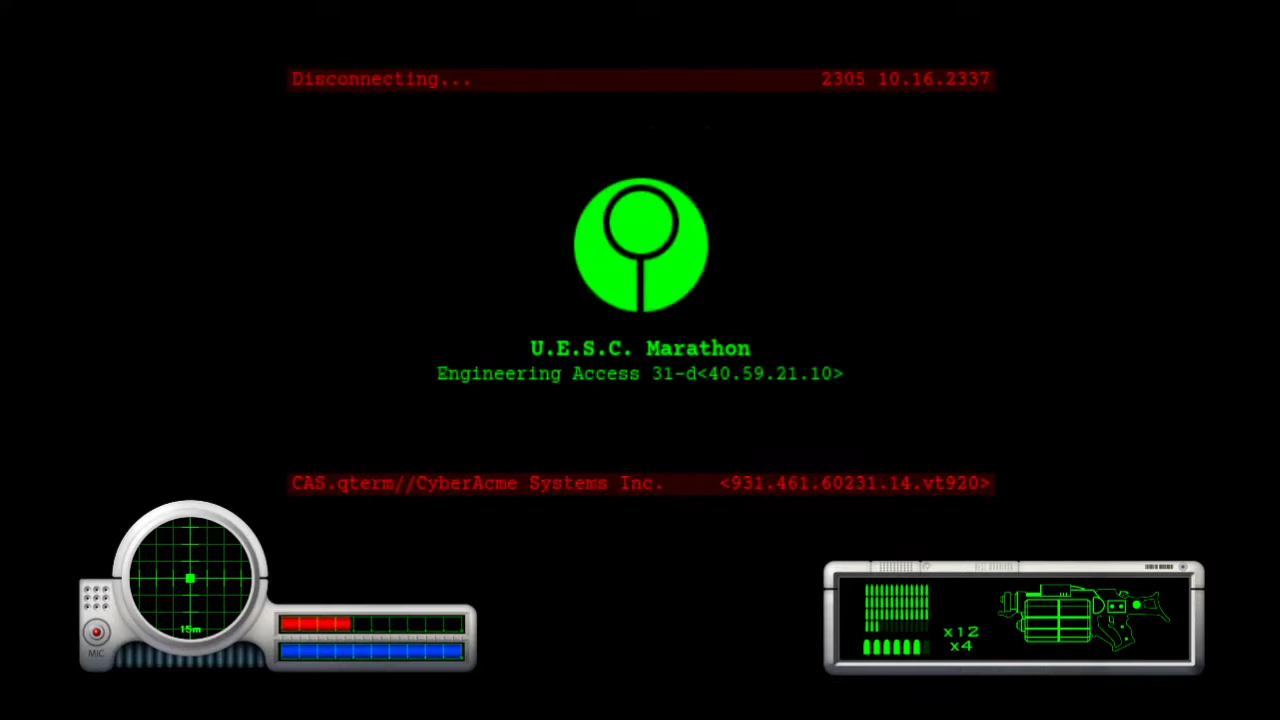 Disconnecting... 2305 10.16.2337
U.E.S.C. Marathon
Engineering Access 31-d<40.59.21.10>
CAS.qterm//CyberAcme Systems Inc. <931.461.60231.14.vt920>
15m
MIC
x12
x4